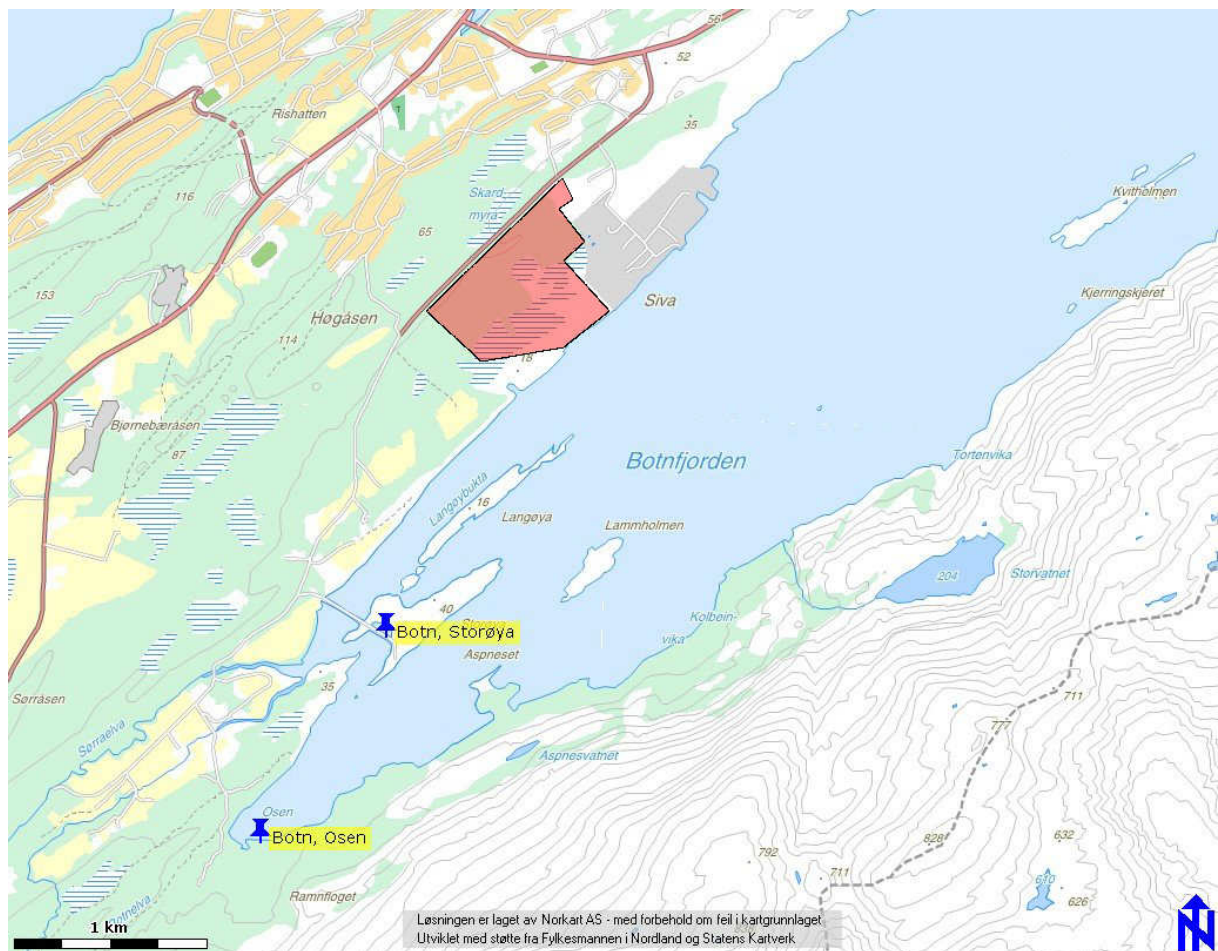 56
52
Rishatten
T
35
116
Skard
myra
Kvitholmen
65
153
Kjerringskjeret
Siva
Høgåsen
114
18
Bjørnebæråsen
87
Botnfjorden
Tortenvika
Langøybukta
16
Langøya
Lammholmen
204
Storvatnet
40
Botn, Storøya
Kolbein-
vika
Aspneset
35
Sørråsen
711
777
Sørraelva
Aspnesvatnet
Osen
Botn, Osen
828
632
792
711
610
626
Ramnfloget
Botnelva
1 km
Løsningen er laget av Norkart AS - med forbehold om feil i kartgrunnlaget
Utviklet med støtte fra Fylkesmannen i Nordland og Statens Kartverk
N